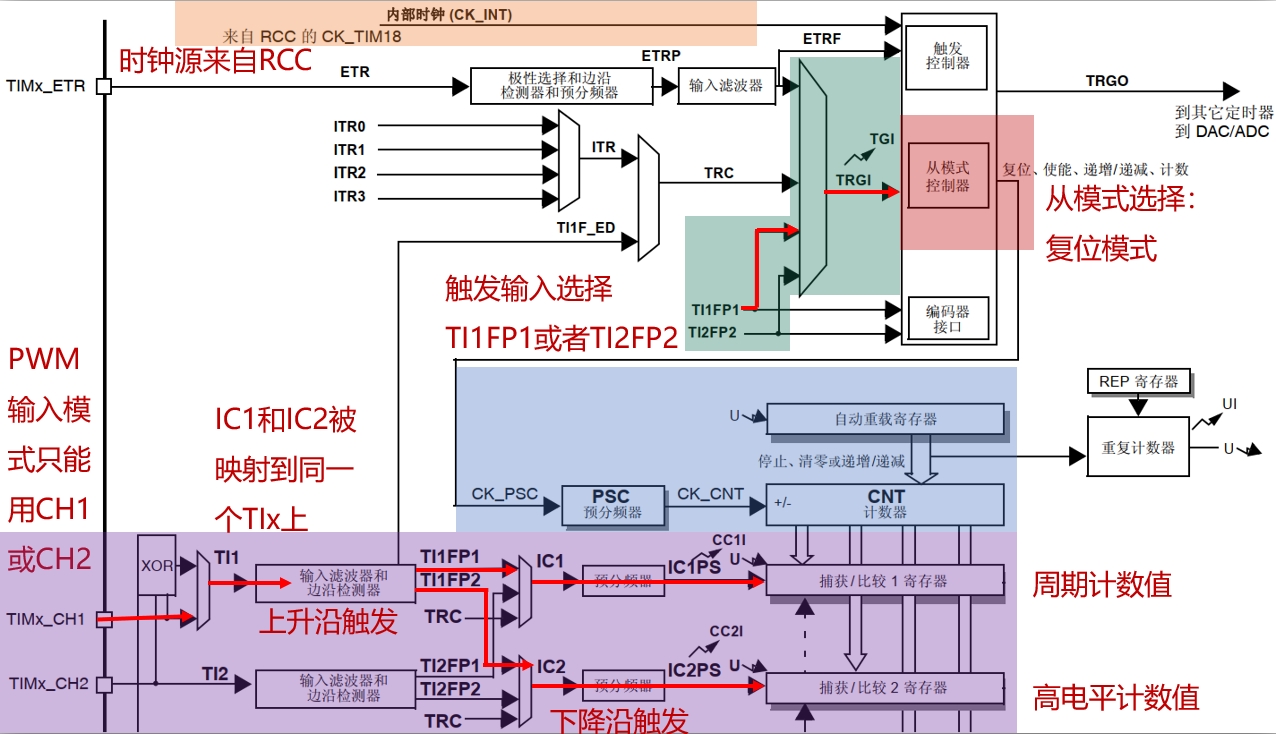 内部时钟 (CK_INT)
来自 RCC 的 CK_TIM18
时钟源来自RCC
ETRF
触发
控制器
ETRP
ETR
TIMx_ETR
极性选择和边沿
检测器和预分频器
输入滤波器
TRGO
到其它定时器
到 DAC/ADC
ITR0
ITR1
ITR2
ITR3
ITR
TRC
TI1F_ED
TGI
TRGI
从模式
控制器
复位、使能、递增/递减、计数
从模式选择：
复位模式
触发输入选择
TI1FP1或者TI2FP2
TI1FP1
TI2FP2
编码器
接口
PWM
输入模
式只能
用CH1
或CH2
IC1和IC2被
映射到同一
个TIx上
REP 寄存器
UI
重复计数器
U
U
自动重载寄存器
停止、清零或递增/递减
CK_PSC
PSC
预分频器
CK_CNT
+/-
CNT
计数器
XOR
TI1
输入滤波器和
边沿检测器
上升沿触发
TI1FP1
TI1FP2
TRC
IC1
预分频器
IC1PS
CC1I
U
捕获/比较 1 寄存器
周期计数值
TIMx_CH1
TIMx_CH2
TI2
输入滤波器和
边沿检测器
TI2FP1
TI2FP2
TRC
IC2
预分频器
IC2PS
CC2I
U
捕获/比较 2 寄存器
高电平计数值
下降沿触发